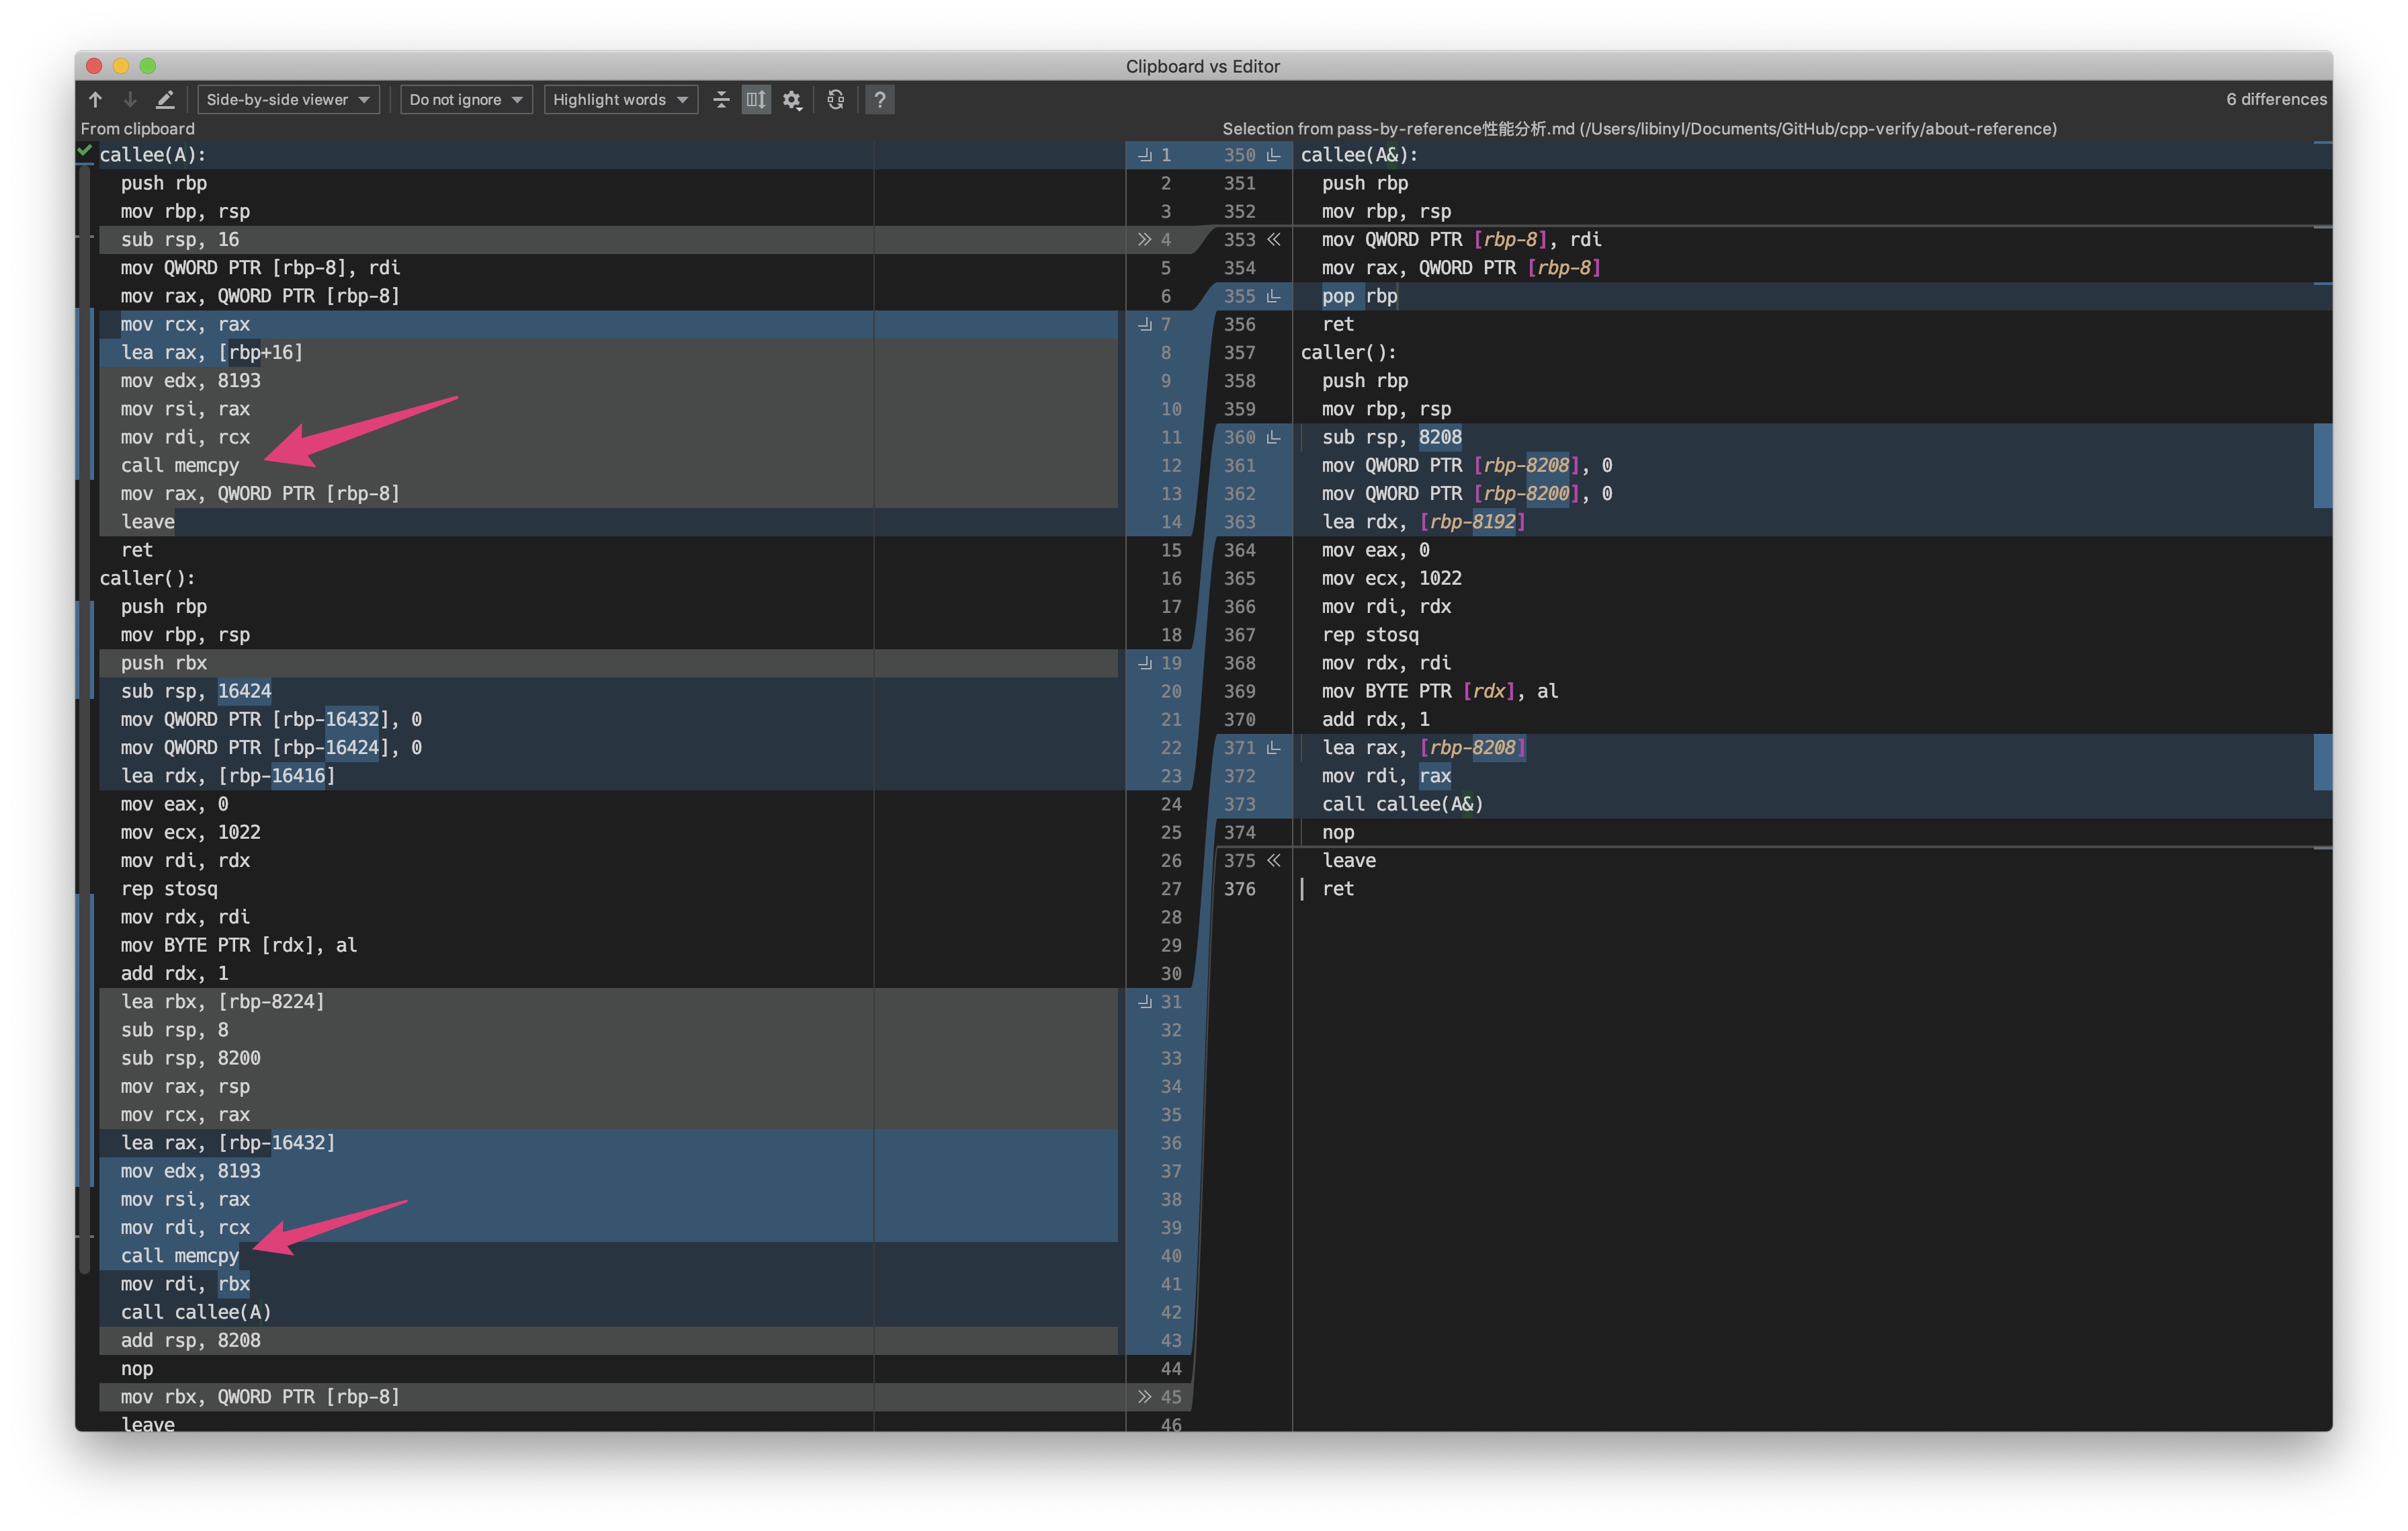 Clipboard vs Editor
Side-by-side viewer
Do not ignore
Highlight words
?
6 differences
From clipboard
Selection from pass-by-reference性能分析.md (/Users/libinyl/Documents/GitHub/cpp-verify/about-reference)
callee(A):
push rbp
mov rbp, rsp
sub rsp, 16
mov QWORD PTR [rbp-8], rdi
mov rax, QWORD PTR [rbp-8]
mov rcx, rax
lea rax, [rbp+16]
mov edx, 8193
mov rsi, rax
mov rdi, rcx
call memcpy
mov rax, QWORD PTR [rbp-8]
leave
ret
caller():
push rbp
mov rbp, rsp
push rbx
sub rsp, 16424
mov QWORD PTR [rbp-16432], 0
mov QWORD PTR [rbp-16424], 0
lea rdx, [rbp-16416]
mov eax, 0
mov ecx, 1022
mov rdi, rdx
rep stosq
mov rdx, rdi
mov BYTE PTR [rdx], al
add rdx, 1
lea rbx, [rbp-8224]
sub rsp, 8
sub rsp, 8200
mov rax, rsp
mov rcx, rax
lea rax, [rbp-16432]
mov edx, 8193
mov rsi, rax
mov rdi, rcx
call memcpy
mov rdi, rbx
call callee(A)
add rsp, 8208
nop
mov rbx, QWORD PTR [rbp-8]
leave
1
2
3
4
5
6
7
8
9
10
11
12
13
14
15
16
17
18
19
20
21
22
23
24
25
26
27
28
29
30
31
32
33
34
35
36
37
38
39
40
41
42
43
44
45
46
350 callee(A&):
351 push rbp
352 mov rbp, rsp
353 mov QWORD PTR [rbp-8], rdi
354 mov rax, QWORD PTR [rbp-8]
355 pop rbp
356 ret
357 caller():
358 push rbp
359 mov rbp, rsp
360 sub rsp, 8208
361 mov QWORD PTR [rbp-8208], 0
362 mov QWORD PTR [rbp-8200], 0
363 lea rdx, [rbp-8192]
364 mov eax, 0
365 mov ecx, 1022
366 mov rdi, rdx
367 rep stosq
368 mov rdx, rdi
369 mov BYTE PTR [rdx], al
370 add rdx, 1
371 lea rax, [rbp-8208]
372 mov rdi, rax
373 call callee(A&)
374 nop
375 leave
376 ret